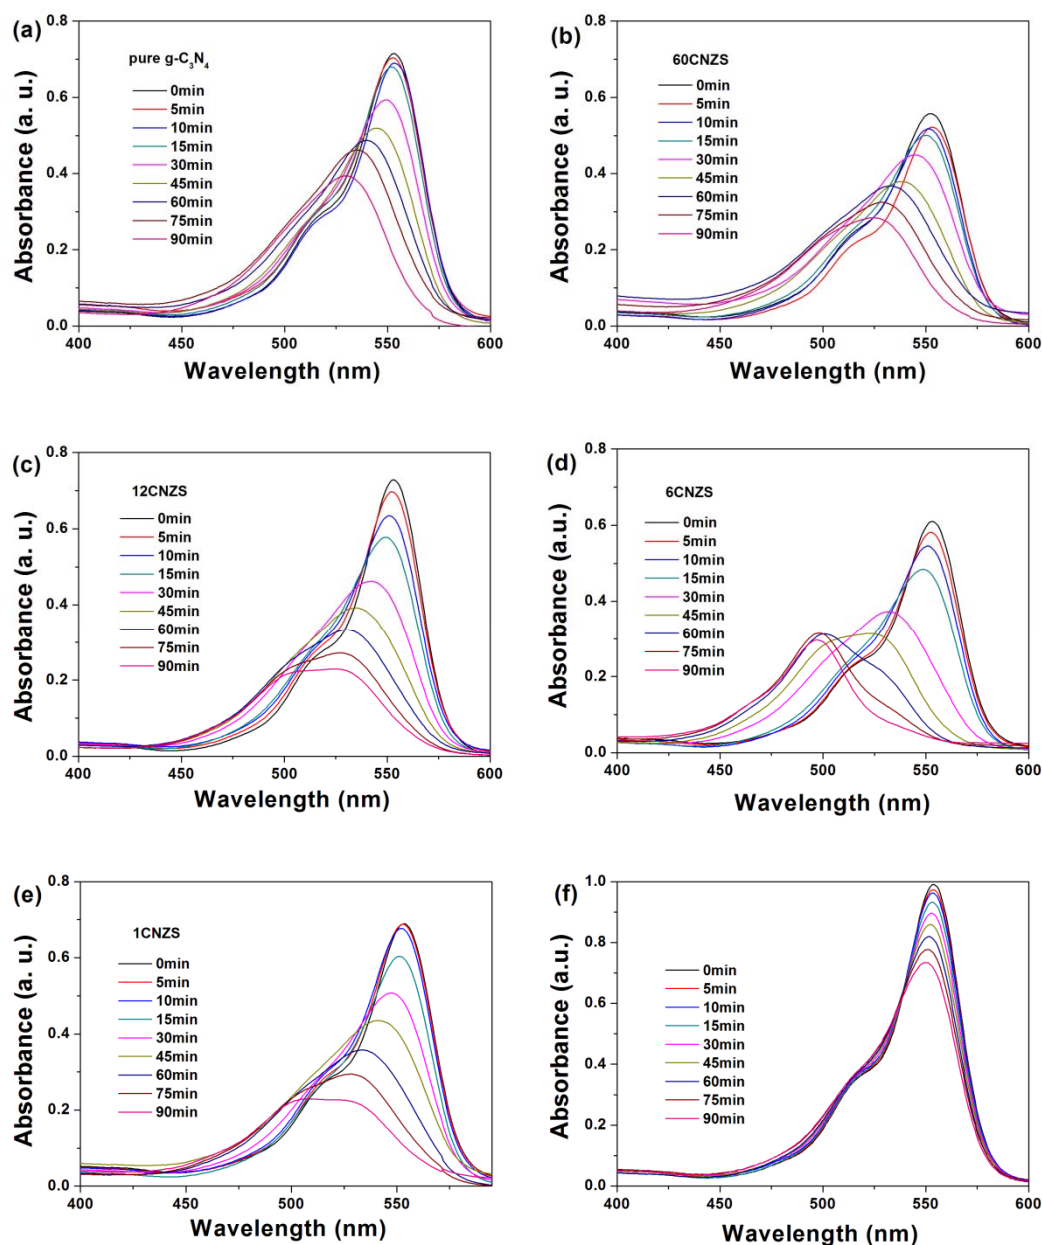 (a)
pure g-C₃N₄
0min
5min
10min
15min
30min
45min
60min
75min
90min
Absorbance (a. u.)
0.8
0.6
0.4
0.2
0.0
400 450 500 550 600
Wavelength (nm)
(b)
60CNZS
0min
5min
10min
15min
30min
45min
60min
75min
90min
Absorbance (a. u.)
0.8
0.6
0.4
0.2
0.0
400 450 500 550 600
Wavelength (nm)
(c)
12CNZS
0min
5min
10min
15min
30min
45min
60min
75min
90min
Absorbance (a. u.)
0.8
0.6
0.4
0.2
0.0
400 450 500 550 600
Wavelength (nm)
(d)
6CNZS
0min
5min
10min
15min
30min
45min
60min
75min
90min
Absorbance (a.u.)
0.8
0.6
0.4
0.2
0.0
400 450 500 550 600
Wavelength (nm)
(e)
1CNZS
0min
5min
10min
15min
30min
45min
60min
75min
90min
Absorbance (a. u.)
0.8
0.6
0.4
0.2
0.0
400 450 500 550
Wavelength (nm)
(f)
0min
5min
10min
15min
30min
45min
60min
75min
90min
Absorbance (a.u.)
1.0
0.8
0.6
0.4
0.2
0.0
400 450 500 550 600
Wavelength (nm)